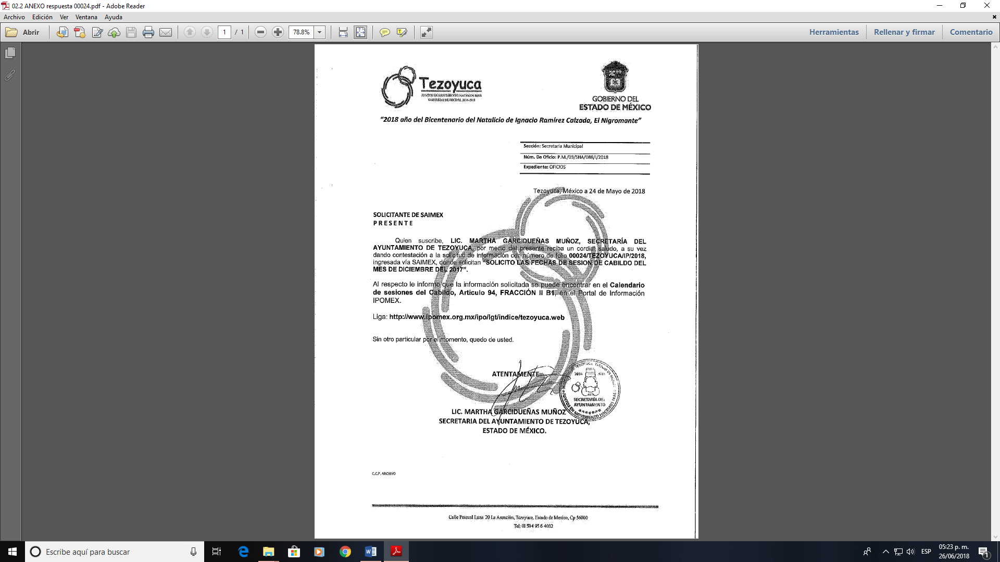 02.2 ANEXO respuesta 00024.pdf - Adobe Reader
Archivo Edición Ver Ventana Ayuda
Abrir 1 / 1 78.8% Herramientas Rellenar y firmar Comentario
Tezoyuca
JUNTOS EN MOVIMIENTO HACEMOS MAS
GOBIERNO MUNICIPAL 2016-2018
GOBIERNO DEL
ESTADO DE MÉXICO
“2018 año del Bicentenario del Natalicio de Ignacio Ramírez Calzada, El Nigromante”
Sección: Secretaria Municipal
Núm. De Oficio: P.M./03/SHA/088/I/2018
Expediente: OFICIOS
Tezoyuca, México a 24 de Mayo de 2018
SOLICITANTE DE SAIMEX
P R E S E N T E
Quien suscribe, LIC. MARTHA GARCIDUEÑAS MUÑOZ, SECRETARÍA DEL
AYUNTAMIENTO DE TEZOYUCA, por medio del presente reciba un cordial saludo, a su vez
dando contestación a la solicitud de información con número de folio 00024/TEZOYUCA/IP/2018,
ingresada vía SAIMEX, donde solicitan “SOLICITO LAS FECHAS DE SESION DE CABILDO DEL
MES DE DICIEMBRE DEL 2017”.
Al respecto le informo que la información solicitada se puede encontrar en el Calendario
de sesiones del Cabildo, Artículo 94, FRACCIÓN II B1, en el Portal de Información
IPOMEX.
Liga: http://www.ipomex.org.mx/ipo/lgt/indice/tezoyuca.web
Sin otro particular por el momento, quedo de usted.
ATENTAMENTE
2016 2018
SECRETARÍA DEL
AYUNTAMIENTO
JUNTOS EN MOVIMIENTO HACEMOS MAS
LIC. MARTHA GARCIDUEÑAS MUÑOZ
SECRETARIA DEL AYUNTAMIENTO DE TEZOYUCA,
ESTADO DE MÉXICO.
C.C.P. ARCHIVO
Calle Pascual Luna 20 La Asención, Tezoyuca, Estado de Mexico, Cp 56000
Tel: 01 594 95 6 4032
Escribe aquí para buscar
ESP
05:23 p. m.
26/06/2018
1